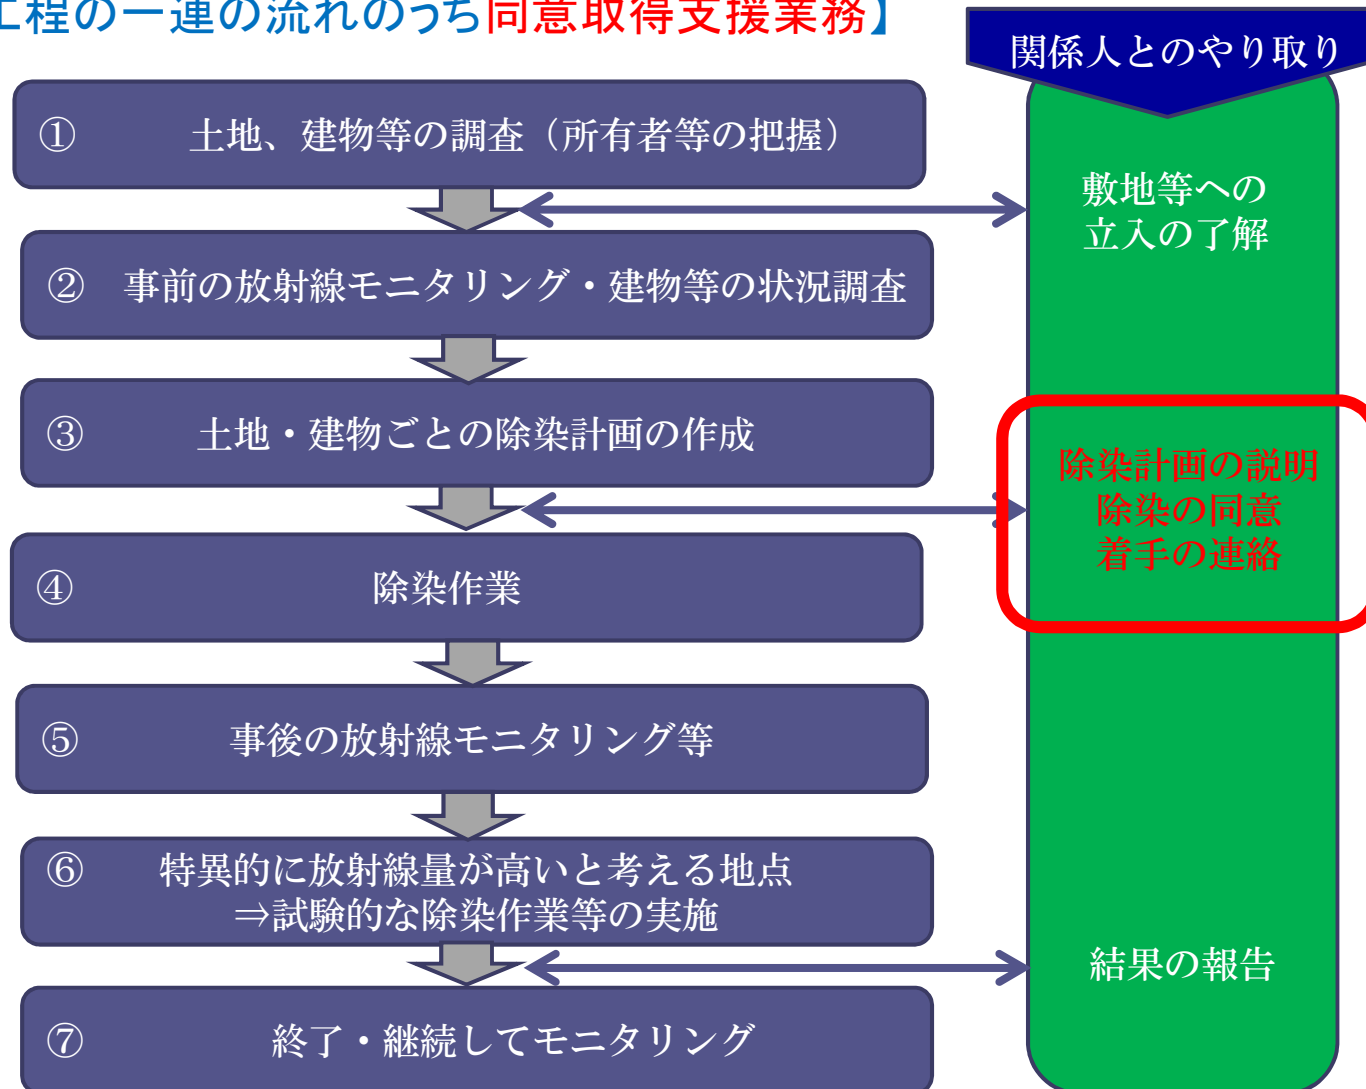 工程の一連の流れのうち同意取得支援業務】
関係人とのやり取り
① 土地、建物等の調査（所有者等の把握）
敷地等への
立入の了解
② 事前の放射線モニタリング・建物等の状況調査
③ 土地・建物ごとの除染計画の作成
除染計画の説明
除染の同意
着手の連絡
④ 除染作業
⑤ 事後の放射線モニタリング等
⑥ 特異的に放射線量が高いと考える地点
⇒試験的な除染作業等の実施
結果の報告
⑦ 終了・継続してモニタリング